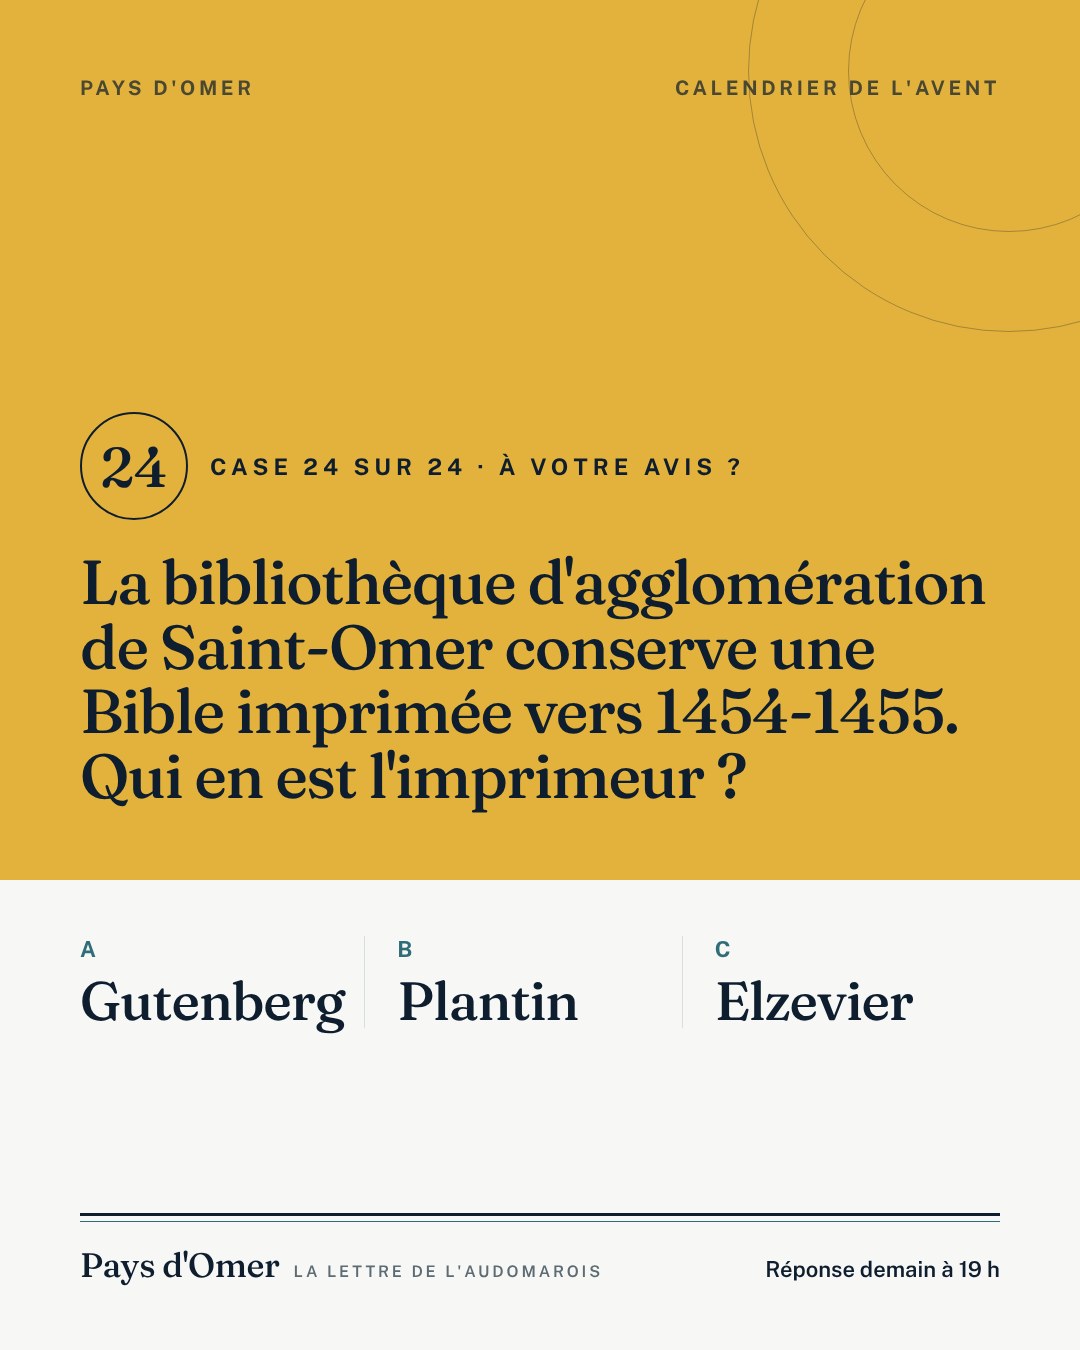 PAYS D'OMER
CALENDRIER DE L'AVENT
24
CASE 24 SUR 24 · À VOTRE AVIS ?
La bibliothèque d'agglomération
de Saint-Omer conserve une
Bible imprimée vers 1454-1455.
Qui en est l'imprimeur ?
A
Gutenberg
B
Plantin
C
Elzevier
Pays d'Omer LA LETTRE DE L'AUDOMAROIS
Réponse demain à 19 h